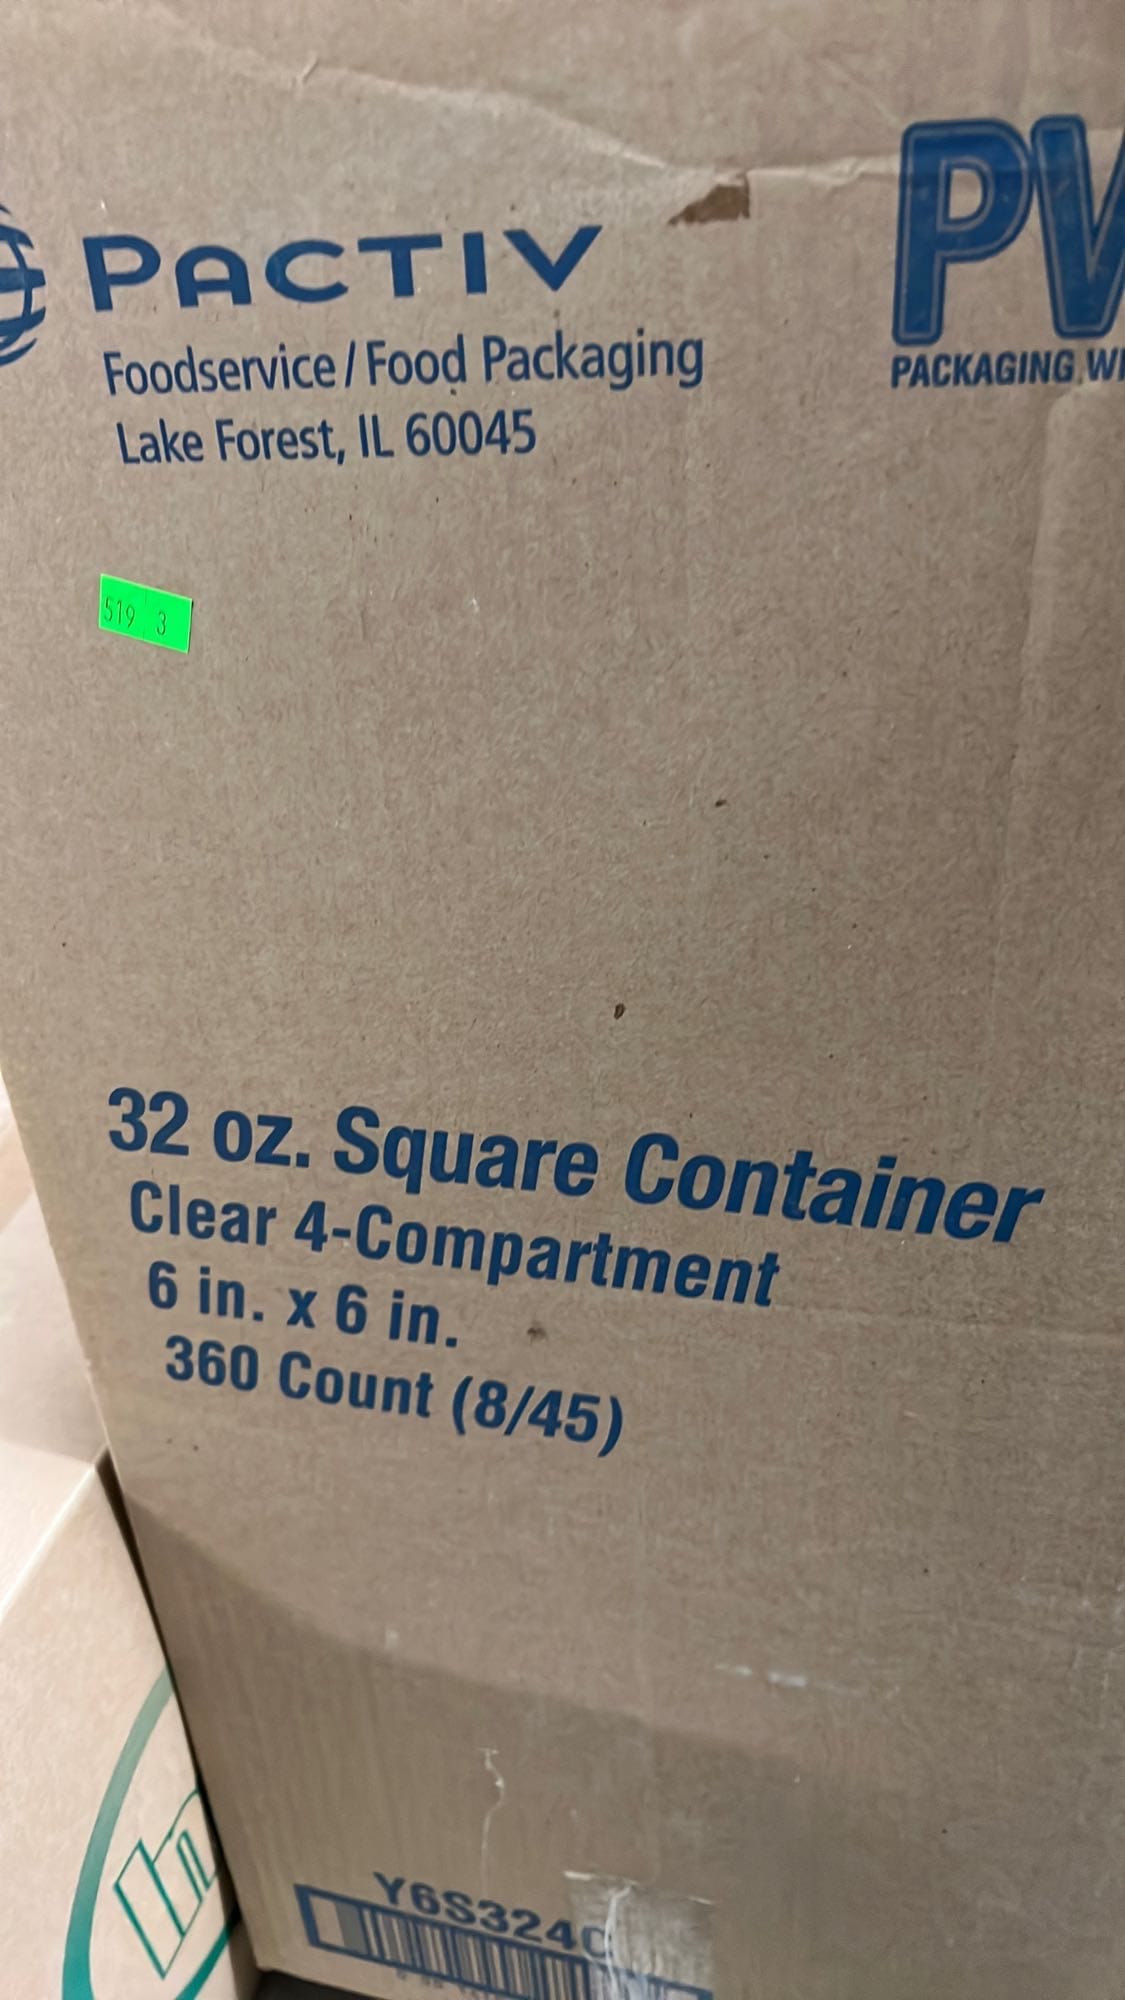 PACTIV
Foodservice / Food Packaging
Lake Forest, IL 60045
PACKAGING
519 3
32 oz. Square Container
Clear 4-Compartment
6 in. x 6 in.
360 Count (8/45)
Y6S324C